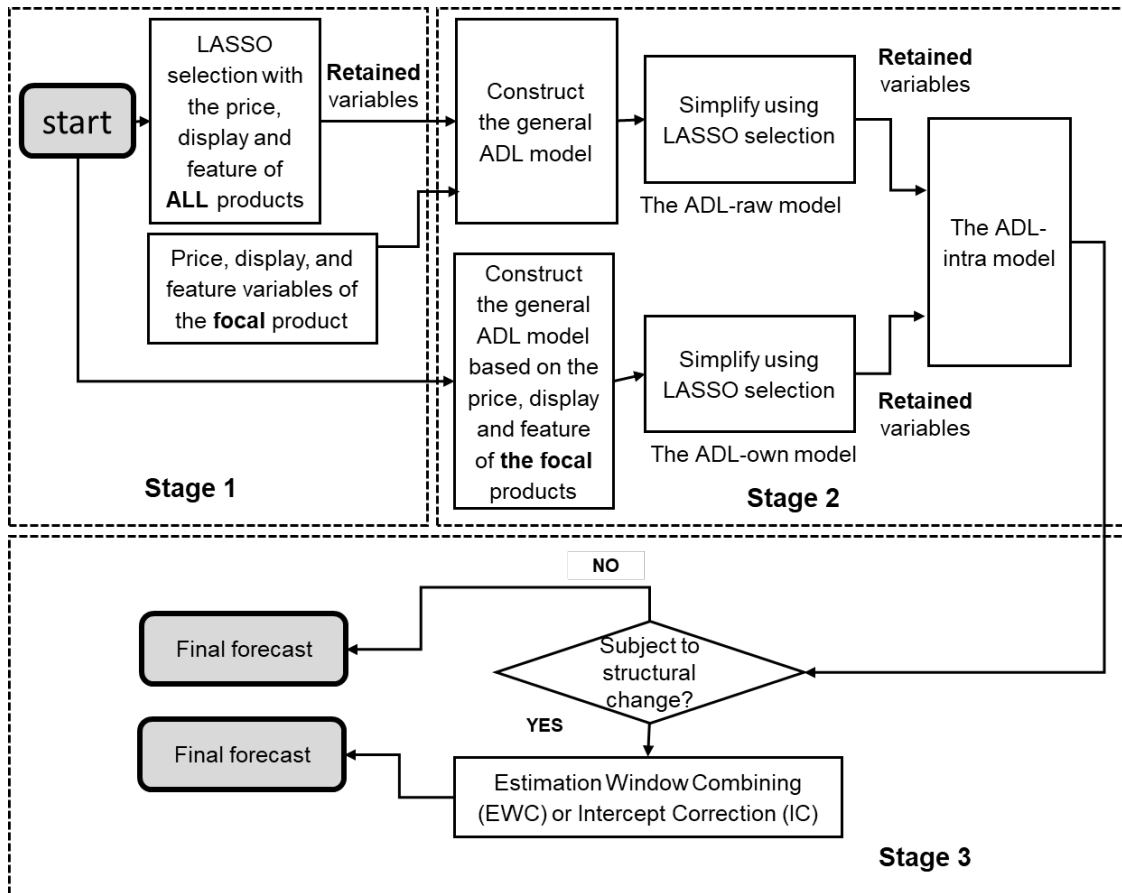 start
LASSO
selection with
the price,
display and
feature of
ALL products
Retained
variables
Price, display, and
feature variables of
the focal product
Stage 1
Construct
the general
ADL model
Simplify using
LASSO selection
The ADL-raw model
Retained
variables
Construct
the general
ADL model
based on the
price, display
and feature
of the focal
products
Simplify using
LASSO selection
The ADL-own model
Retained
variables
The ADL-
intra model
Stage 2
NO
Final forecast
Subject to
structural
change?
YES
Final forecast
Estimation Window Combining
(EWC) or Intercept Correction (IC)
Stage 3